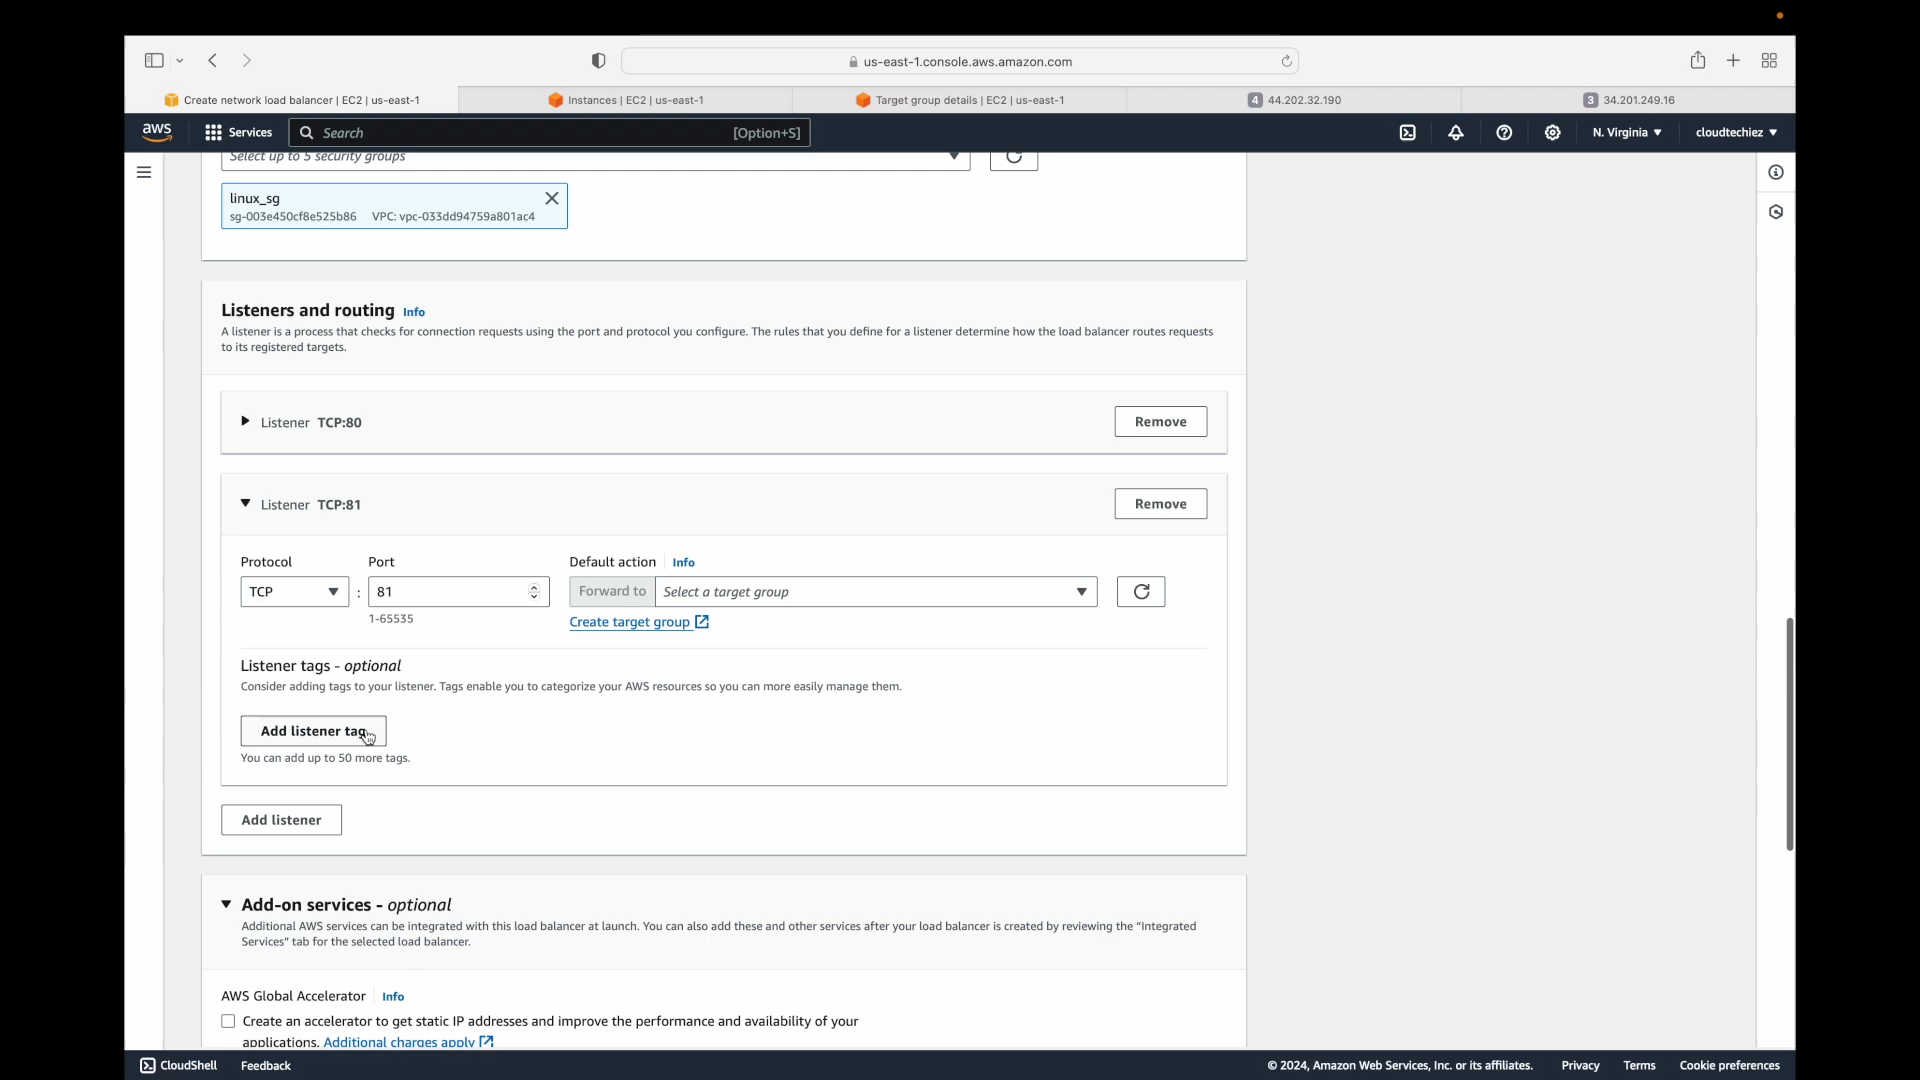 us-east-1.console.aws.amazon.com
Create network load balancer | EC2 | us-east-1
Instances | EC2 | us-east-1
Target group details | EC2 | us-east-1
4 44.202.32.190
3 34.201.249.16
aws
Services
Search
[Option+S]
N. Virginia
cloudtechiez
Select up to 5 security groups
linux_sg
sg-003e450cf8e525b86 VPC: vpc-033dd94759a801ac4
Listeners and routing Info
A listener is a process that checks for connection requests using the port and protocol you configure. The rules that you define for a listener determine how the load balancer routes requests
to its registered targets.
Listener TCP:80
Remove
Listener TCP:81
Remove
Protocol
Port
Default action Info
TCP
:
81
Forward to
Select a target group
1-65535
Create target group
Listener tags - optional
Consider adding tags to your listener. Tags enable you to categorize your AWS resources so you can more easily manage them.
Add listener tag
You can add up to 50 more tags.
Add listener
Add-on services - optional
Additional AWS services can be integrated with this load balancer at launch. You can also add these and other services after your load balancer is created by reviewing the "Integrated
Services" tab for the selected load balancer.
AWS Global Accelerator Info
Create an accelerator to get static IP addresses and improve the performance and availability of your
applications. Additional charges apply
CloudShell
Feedback
© 2024, Amazon Web Services, Inc. or its affiliates.
Privacy
Terms
Cookie preferences